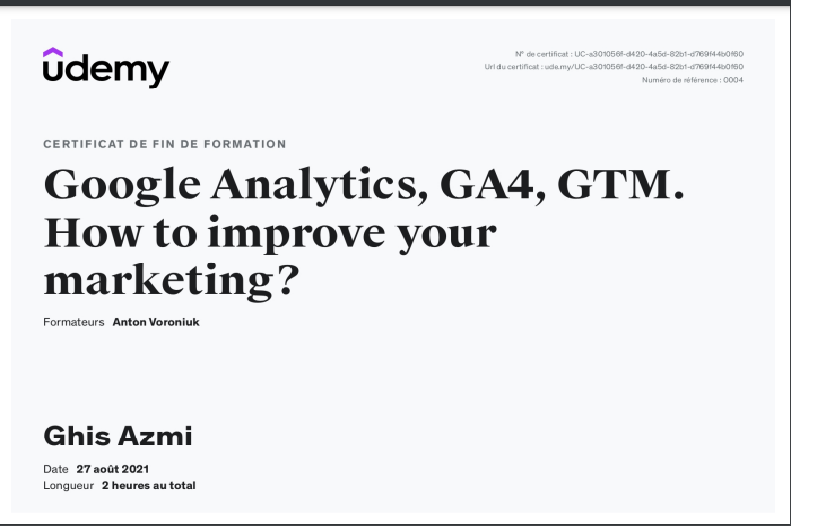 udemy
N° de certificat : UC-a301056f-d420-4a5d-82b1-d769f44b0f60
Url du certificat : ude.my/UC-a301056f-d420-4a5d-82b1-d769f44b0f60
Numéro de référence : 0004
CERTIFICAT DE FIN DE FORMATION
Google Analytics, GA4, GTM.
How to improve your
marketing?
Formateurs Anton Voroniuk
Ghis Azmi
Date 27 août 2021
Longueur 2 heures au total